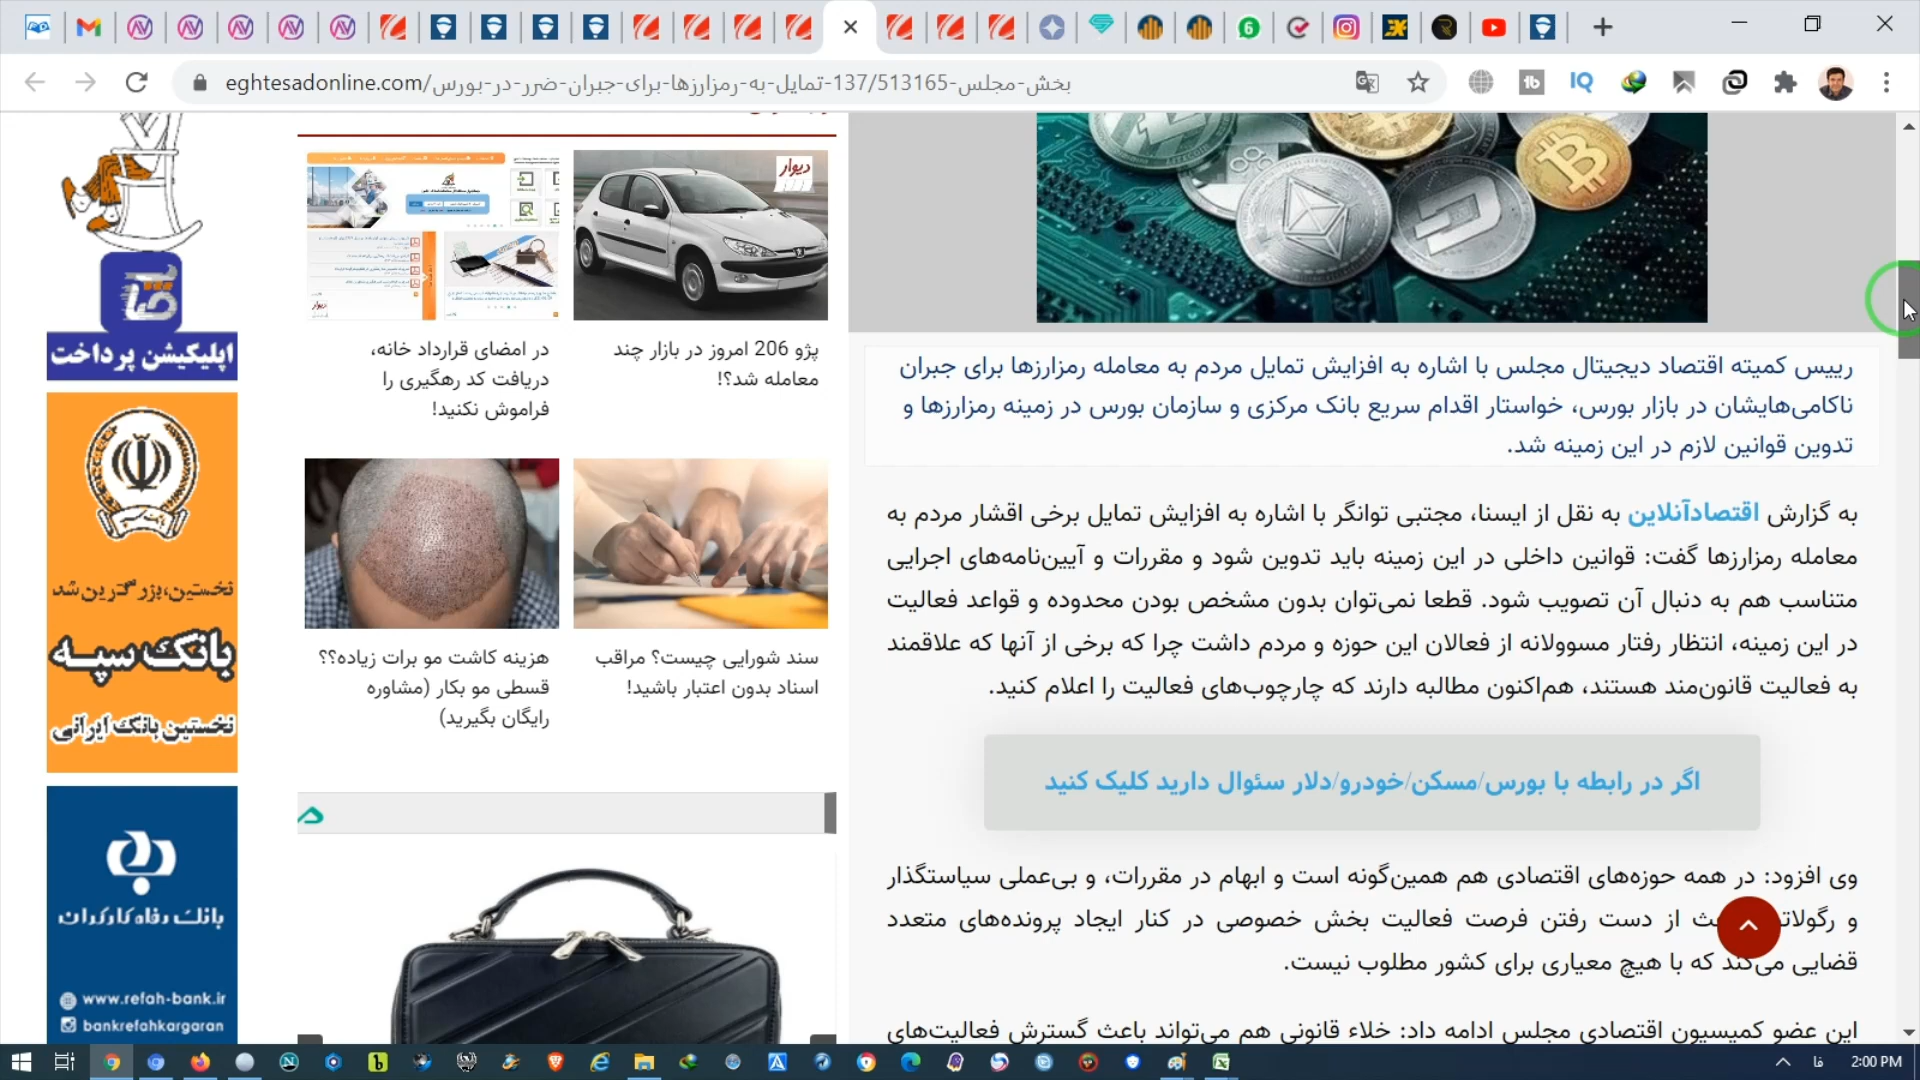 eghtesadonline.com/بخش-مجلس-137/513165-تمایل-به-رمزارزها-برای-جبران-ضرر-در-بورس
رییس کمیته اقتصاد دیجیتال مجلس با اشاره به افزایش تمایل مردم به معامله رمزارزها برای جبران
ناکامی‌هایشان در بازار بورس، خواستار اقدام سریع بانک مرکزی و سازمان بورس در زمینه رمزارزها و
تدوین قوانین لازم در این زمینه شد.
به گزارش اقتصادآنلاین به نقل از ایسنا، مجتبی توانگر با اشاره به افزایش تمایل برخی اقشار مردم به
معامله رمزارزها گفت: قوانین داخلی در این زمینه باید تدوین شود و مقررات و آیین‌نامه‌های اجرایی
متناسب هم به دنبال آن تصویب شود. قطعا نمی‌توان بدون مشخص بودن محدوده و قواعد فعالیت
در این زمینه، انتظار رفتار مسوولانه از فعالان این حوزه و مردم داشت چرا که برخی از آنها که علاقمند
به فعالیت قانون‌مند هستند، هم‌اکنون مطالبه دارند که چارچوب‌های فعالیت را اعلام کنید.
اگر در رابطه با بورس/مسکن/خودرو/دلار سئوال دارید کلیک کنید
وی افزود: در همه حوزه‌های اقتصادی هم همین‌گونه است و ابهام در مقررات، و بی‌عملی سیاستگذار
و از دست رفتن فرصت فعالیت بخش خصوصی در کنار ایجاد پرونده‌های متعدد
قضایی می‌کند که با هیچ معیاری برای کشور مطلوب نیست.
این عضو کمیسیون اقتصادی مجلس ادامه داد: خلاء قانونی هم می‌تواند باعث گسترش فعالیت‌های
دیوار
پژو 206 امروز در بازار چند
معامله شد؟!
در امضای قرارداد خانه،
دریافت کد رهگیری را
فراموش نکنید!
سند شورایی چیست؟ مراقب
اسناد بدون اعتبار باشید!
هزینه کاشت مو برات زیاده؟؟
قسطی مو بکار (مشاوره
رایگان بگیرید)
اپلیکیشن پرداخت
نخستین، بزرگترین شد
بانک سپه
نخستین بانک ایرانی
بانک رفاه کارگران
www.refah-bank.ir
bankrefahkargaran
فا
2:00 PM